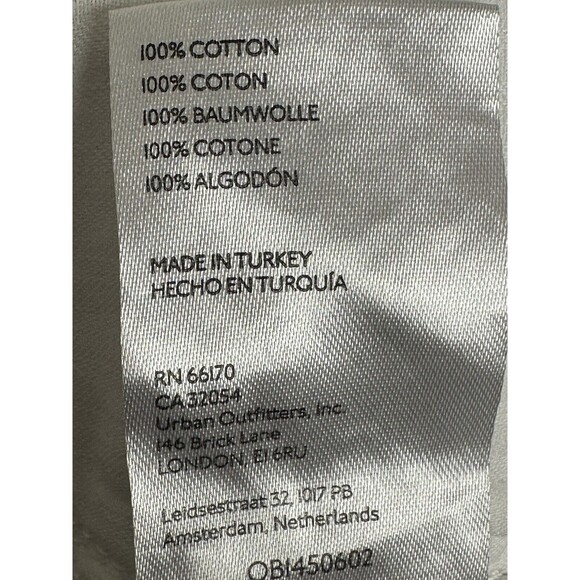 100% COTTON
100% COTON
100% BAUMWOLLE
100% COTONE
100% ALGODÓN
MADE IN TURKEY
HECHO EN TURQUÍA
RN 66170
CA 32054
Urban Outfitters, Inc.
146 Brick Lane
LONDON, E1 6RU
Leidsestraat 32, 1017 PB
Amsterdam, Netherlands
OB1450602